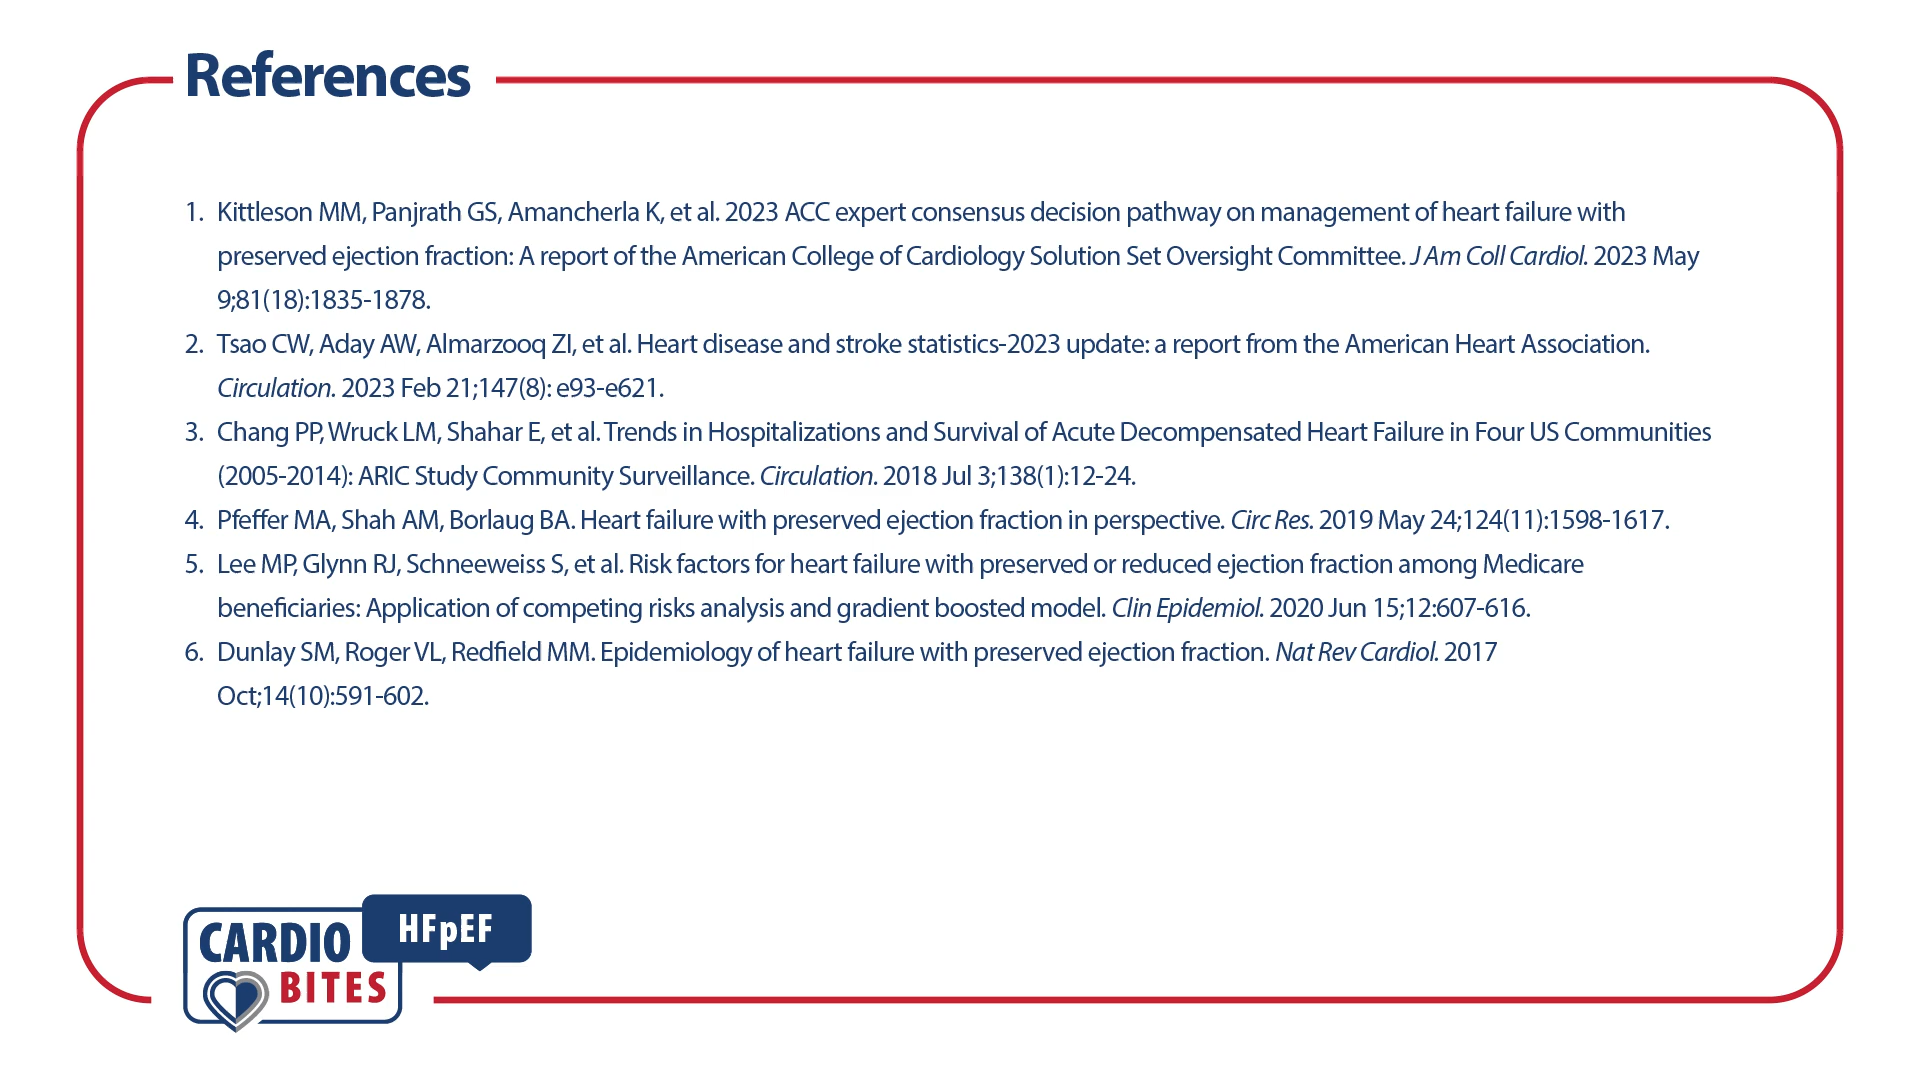 References
1. Kittleson MM, Panjrath GS, Amancherla K, et al. 2023 ACC expert consensus decision pathway on management of heart failure with
preserved ejection fraction: A report of the American College of Cardiology Solution Set Oversight Committee. J Am Coll Cardiol. 2023 May
9;81(18):1835-1878.
2. Tsao CW, Aday AW, Almarzooq ZI, et al. Heart disease and stroke statistics-2023 update: a report from the American Heart Association.
Circulation. 2023 Feb 21;147(8): e93-e621.
3. Chang PP, Wruck LM, Shahar E, et al. Trends in Hospitalizations and Survival of Acute Decompensated Heart Failure in Four US Communities
(2005-2014): ARIC Study Community Surveillance. Circulation. 2018 Jul 3;138(1):12-24.
4. Pfeffer MA, Shah AM, Borlaug BA. Heart failure with preserved ejection fraction in perspective. Circ Res. 2019 May 24;124(11):1598-1617.
5. Lee MP, Glynn RJ, Schneeweiss S, et al. Risk factors for heart failure with preserved or reduced ejection fraction among Medicare
beneficiaries: Application of competing risks analysis and gradient boosted model. Clin Epidemiol. 2020 Jun 15;12:607-616.
6. Dunlay SM, Roger VL, Redfield MM. Epidemiology of heart failure with preserved ejection fraction. Nat Rev Cardiol. 2017
Oct;14(10):591-602.
CARDIO
HFpEF
BITES